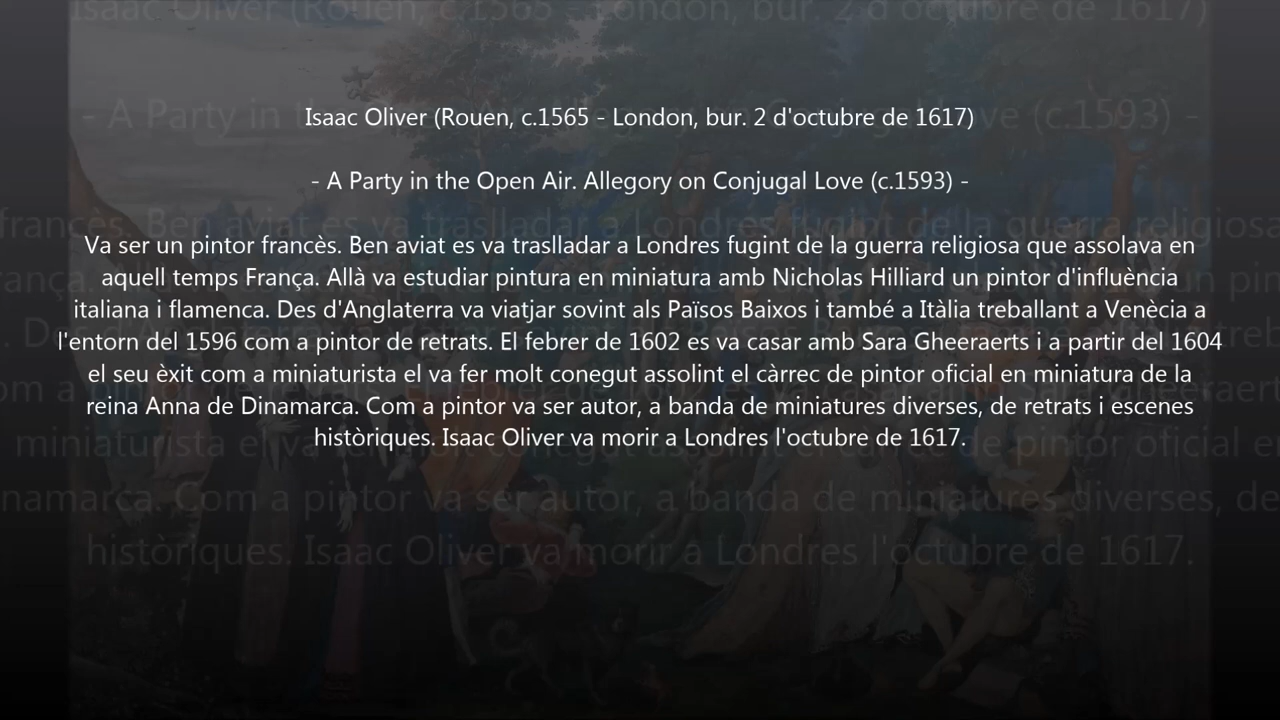 Isaac Oliver (Rouen, c.1565 - London, bur. 2 d'octubre de 1617)
- A Party in the Open Air. Allegory on Conjugal Love (c.1593) -
Va ser un pintor francès. Ben aviat es va traslladar a Londres fugint de la guerra religiosa que assolava en
aquell temps França. Allà va estudiar pintura en miniatura amb Nicholas Hilliard un pintor d'influència
italiana i flamenca. Des d'Anglaterra va viatjar sovint als Països Baixos i també a Itàlia treballant a Venècia a
l'entorn del 1596 com a pintor de retrats. El febrer de 1602 es va casar amb Sara Gheeraerts i a partir del 1604
el seu èxit com a miniaturista el va fer molt conegut assolint el càrrec de pintor oficial en miniatura de la
reina Anna de Dinamarca. Com a pintor va ser autor, a banda de miniatures diverses, de retrats i escenes
històriques. Isaac Oliver va morir a Londres l'octubre de 1617.